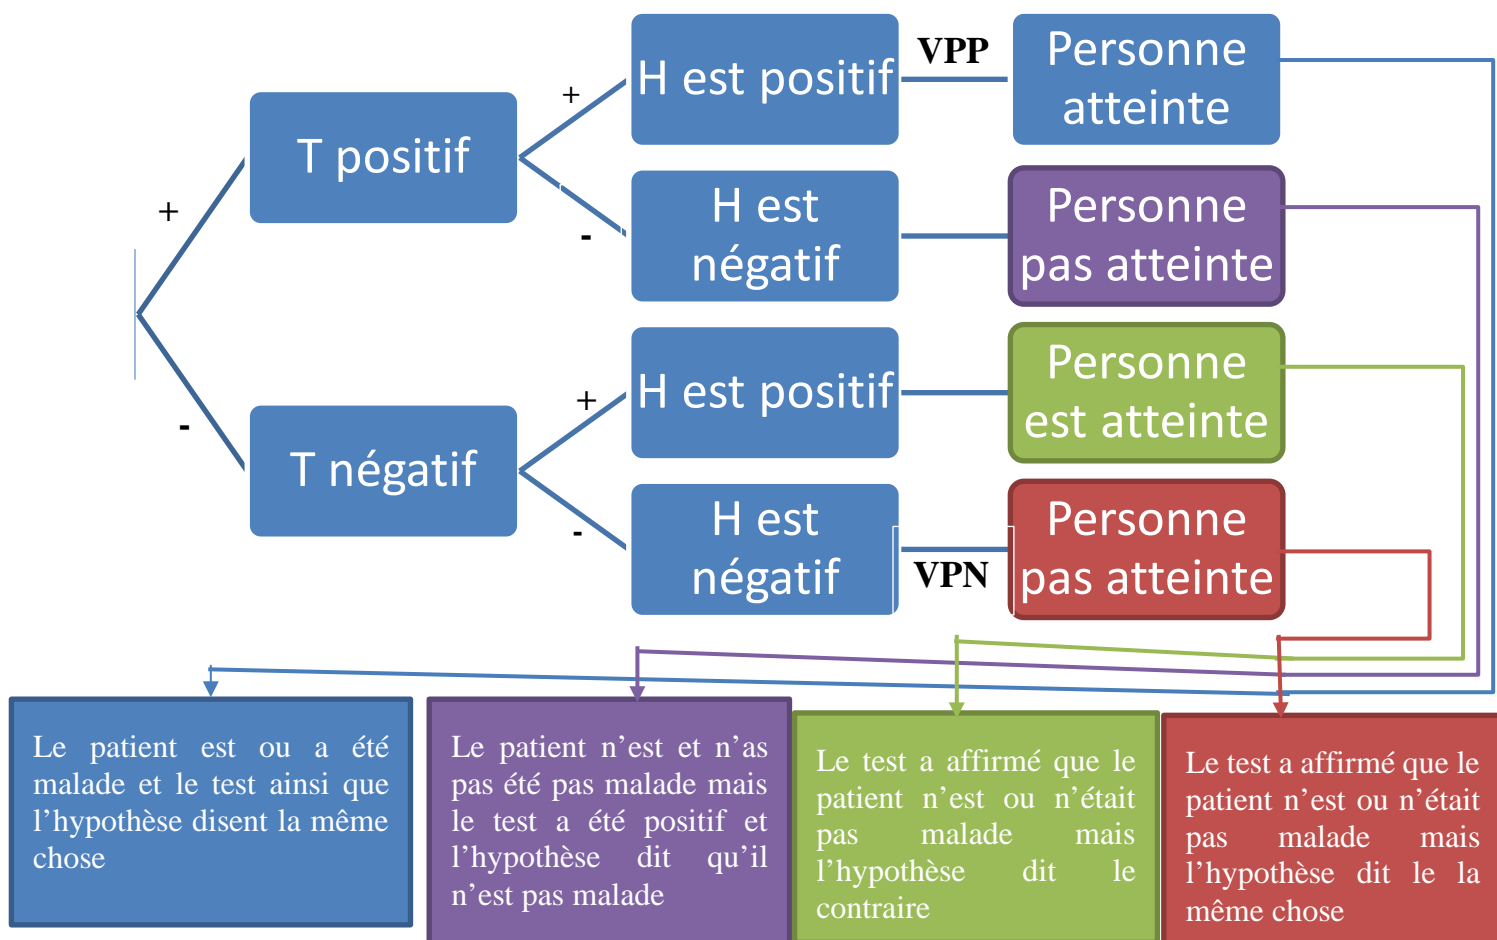 VPP
H est positif
Personne
atteinte
+
T positif
+
-
H est
négatif
Personne
pas atteinte
-
+
H est positif
Personne
est atteinte
T négatif
-
H est
négatif
VPN
Personne
pas atteinte
Le patient est ou a été
malade et le test ainsi que
l’hypothèse disent la même
chose
Le patient n’est et n’as
pas été pas malade mais
le test a été positif et
l’hypothèse dit qu’il
n’est pas malade
Le test a affirmé que le
patient n’est ou n’était
pas malade mais
l’hypothèse dit le
contraire
Le test a affirmé que le
patient n’est ou n’était
pas malade mais
l’hypothèse dit le la
même chose